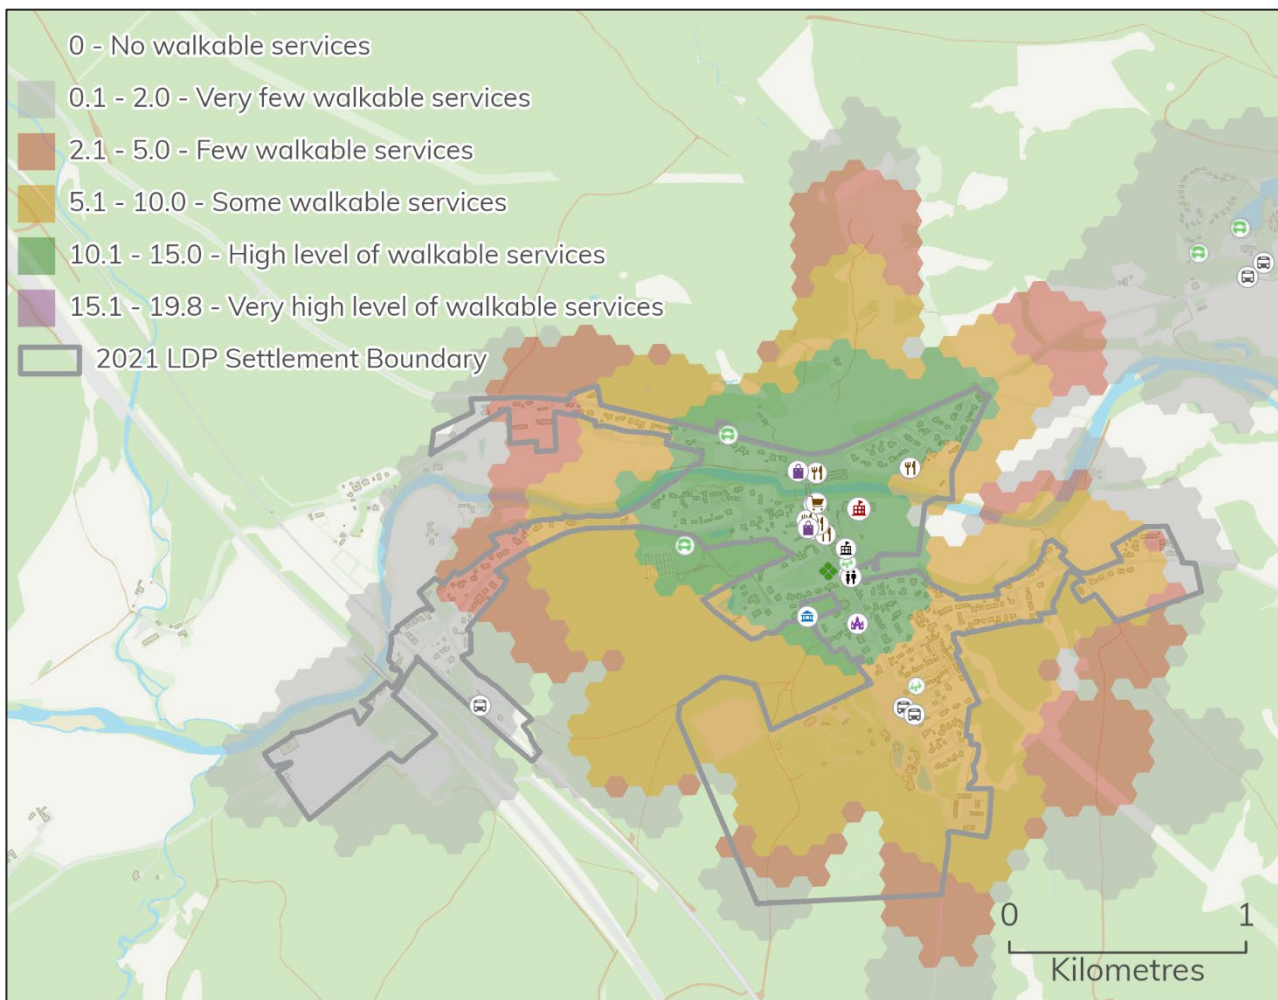 0 - No walkable services
0.1 - 2.0 - Very few walkable services
2.1 - 5.0 - Few walkable services
5.1 - 10.0 - Some walkable services
10.1 - 15.0 - High level of walkable services
15.1 - 19.8 - Very high level of walkable services
2021 LDP Settlement Boundary
0 1
Kilometres